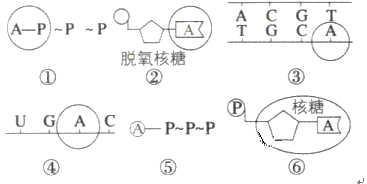 A—P ~ P ~ P
A
脱氧核糖
① ②
A C G T
T G C A
③
U G A C
④
A — P~P~P
⑤
P 核糖 A
⑥